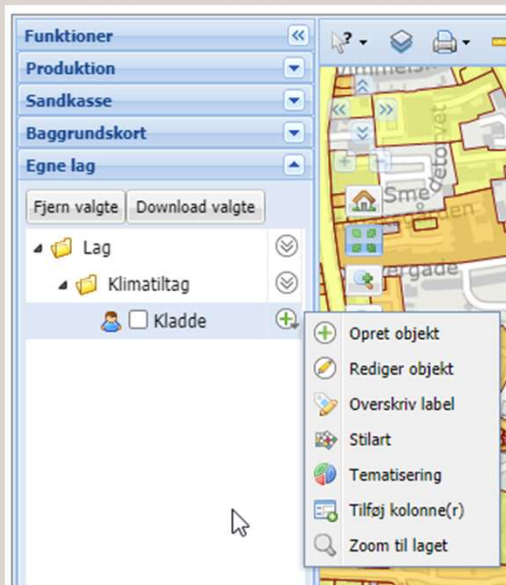 Funktioner
Produktion
Sandkasse
Baggrundskort
Egne lag
Fjern valgte Download valgte
Lag
Klimatiltag
Kladde
Opret objekt
Rediger objekt
Overskriv label
Stilart
Tematisering
Tilføj kolonne(r)
Zoom til laget
Smedetorvet